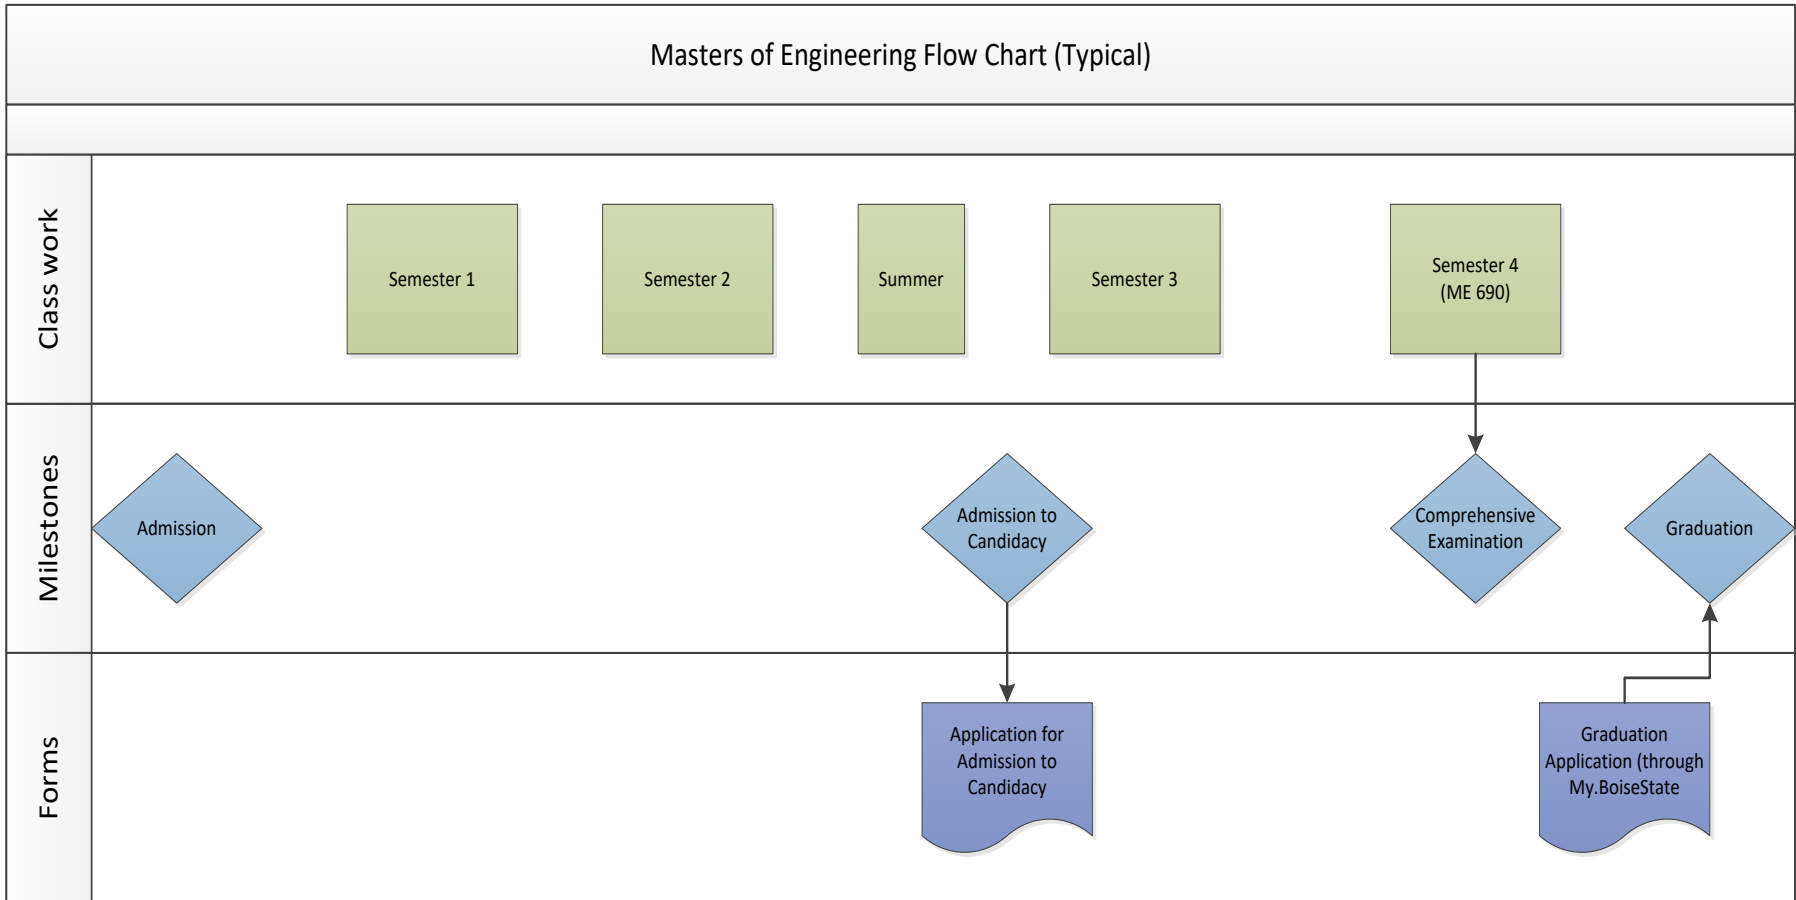 Masters of Engineering Flow Chart (Typical)
Class work
Semester 1
Semester 2
Summer
Semester 3
Semester 4
(ME 690)
Milestones
Admission
Admission to
Candidacy
Comprehensive
Examination
Graduation
Forms
Application for
Admission to
Candidacy
Graduation
Application (through
My.BoiseState